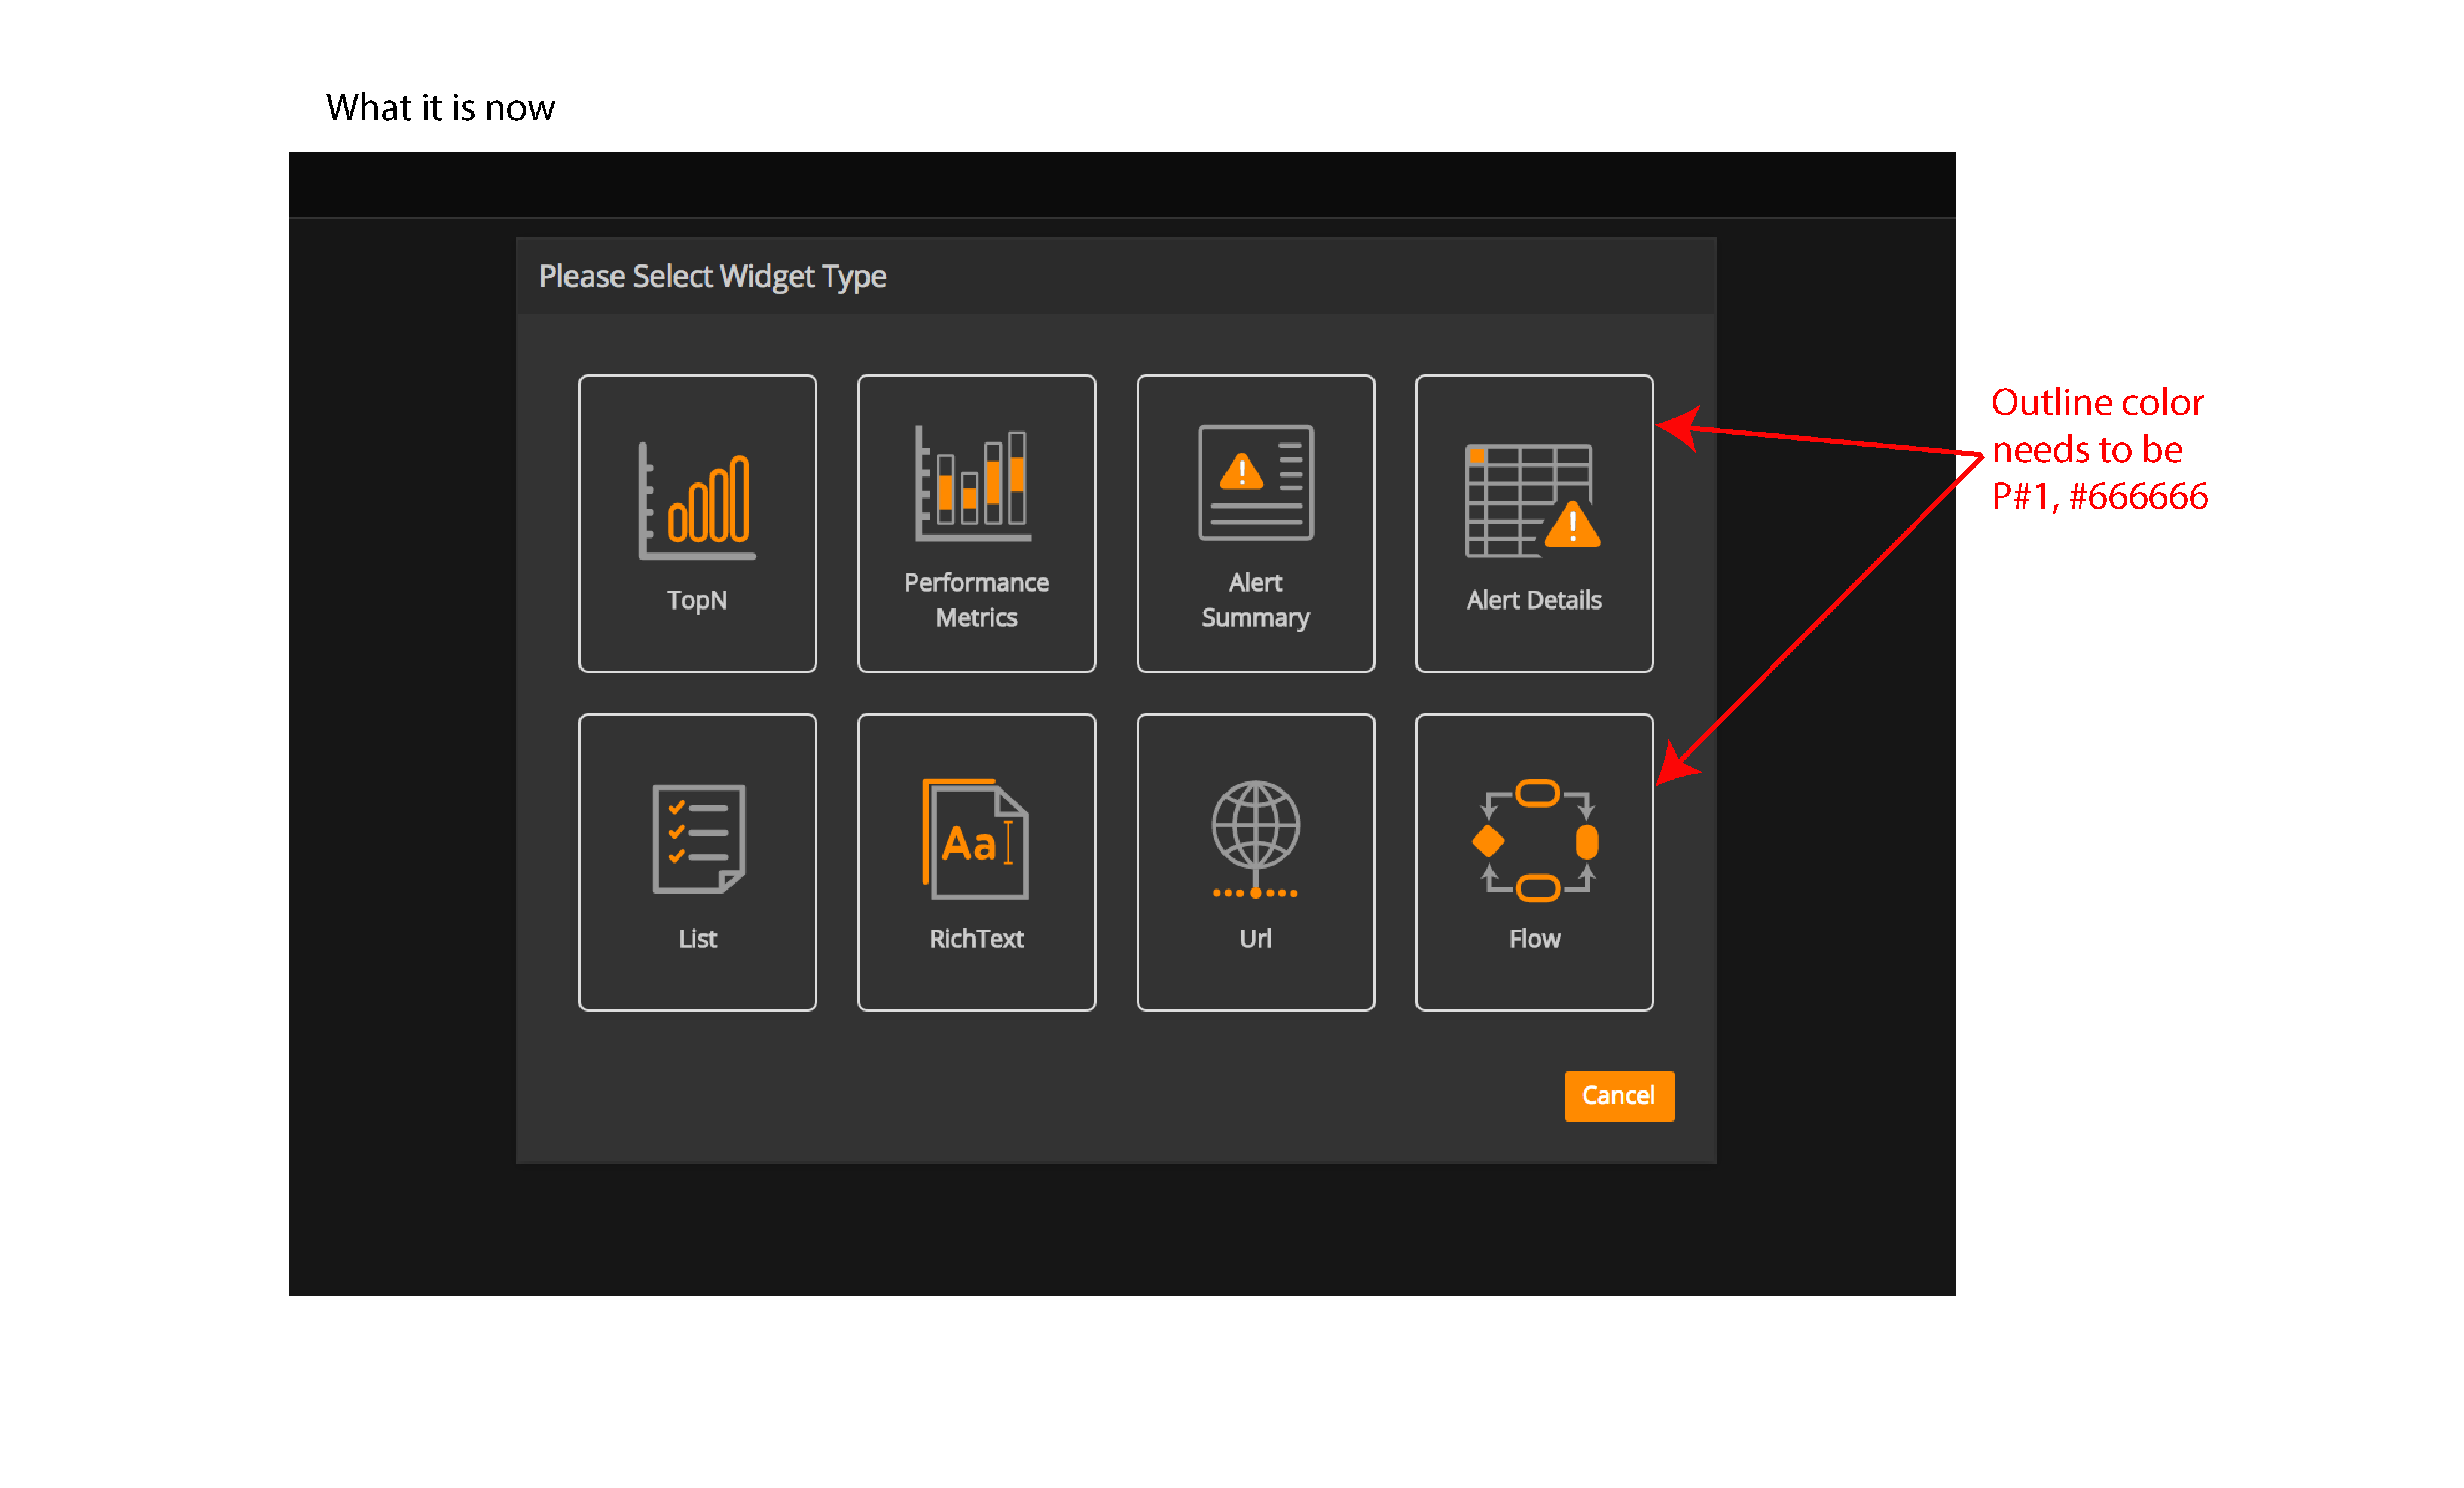 What it is now
Please Select Widget Type
TopN
Performance
Metrics
Alert
Summary
Alert Details
List
Aa
RichText
Url
Flow
Cancel
Outline color
needs to be
P#1, #666666